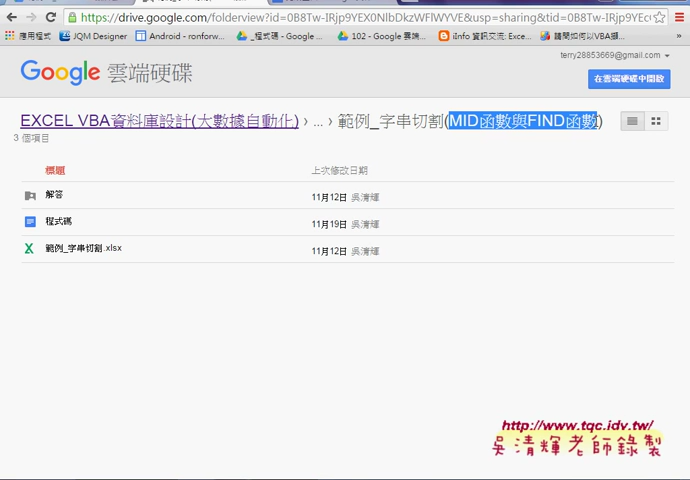 https://drive.google.com/folderview?id=0B8Tw-IRjp9YEX0NlbDkzWFlWYVE&usp=sharing&tid=0B8Tw-IRjp9YEc
應用程式 JQM Designer Android - ronforw... _程式碼 - Google ... 102 - Google 雲端... iInfo 資訊交流: Exce... 請問如何以VBA擷...
terry28853669@gmail.com
Google 雲端硬碟
在雲端硬碟中開啟
EXCEL VBA資料庫設計(大數據自動化) › ... › 範例_字串切割(MID函數與FIND函數)
3 個項目
標題 上次修改日期
解答 11月12日 吳清輝
程式碼 11月19日 吳清輝
範例_字串切割.xlsx 11月12日 吳清輝
http://www.tqc.idv.tw/
吳清輝老師錄製